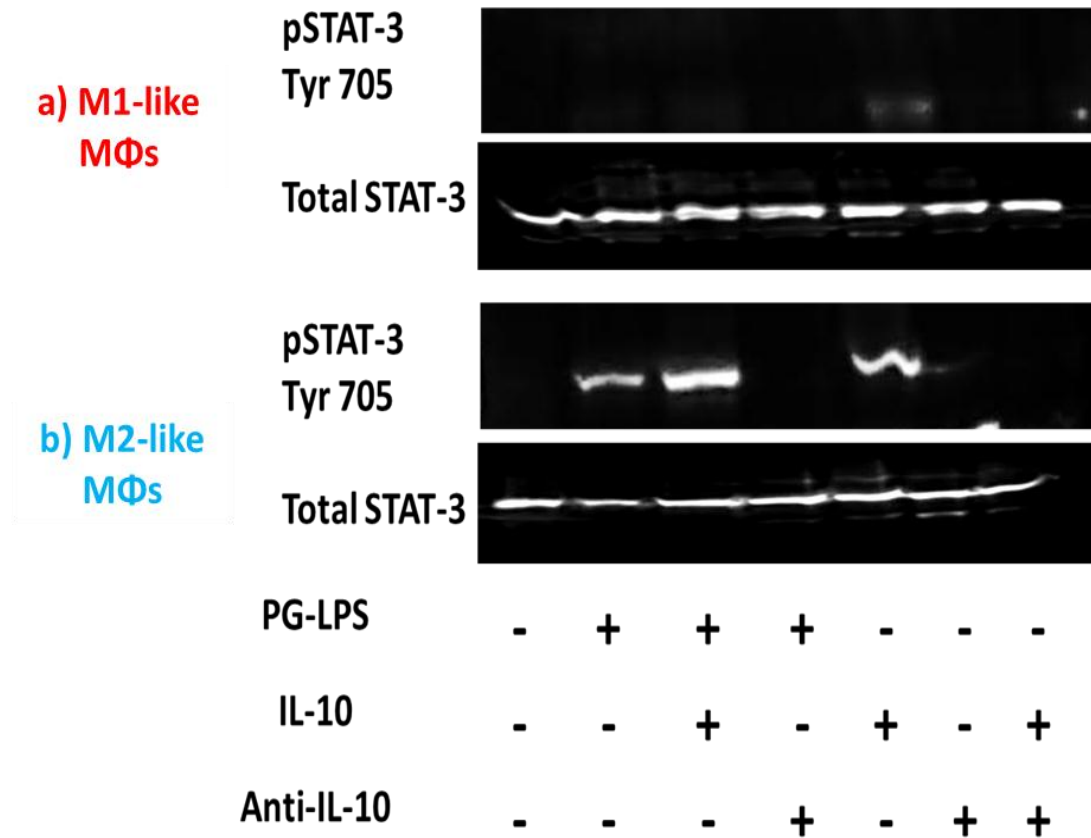 pSTAT-3
Tyr 705
a) M1-like
MΦs
Total STAT-3
pSTAT-3
Tyr 705
b) M2-like
MΦs
Total STAT-3
PG-LPS - + + + - - -
IL-10 - - + - + - +
Anti-IL-10 - - - + - + +